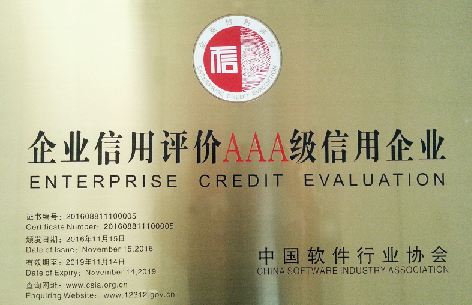 信
企业信用评价AAA级信用企业
ENTERPRISE CREDIT EVALUATION
证书编号：201608811100005
Certificate Number：201608811100005
颁发日期：2016年11月15日
Date of Issue：November 15,2016
有效期至：2019年11月14日
Date of Expiry：November 14,2019
查询网址：www.csia.org.cn
Enquiring Website：www.12312.gov.cn
中国软件行业协会
CHINA SOFTWARE INDUSTRY ASSOCIATION